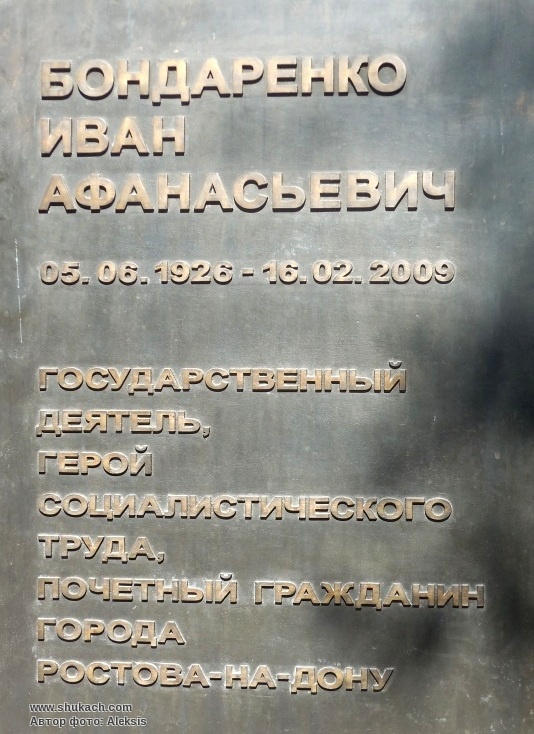 БОНДАРЕНКО
ИВАН
АФАНАСЬЕВИЧ
05.06.1926 - 16.02.2009
ГОСУДАРСТВЕННЫЙ
ДЕЯТЕЛЬ,
ГЕРОЙ
СОЦИАЛИСТИЧЕСКОГО
ТРУДА,
ПОЧЕТНЫЙ ГРАЖДАНИН
ГОРОДА
РОСТОВА-НА-ДОНУ
www.shukach.com
Автор фото: Aleksis